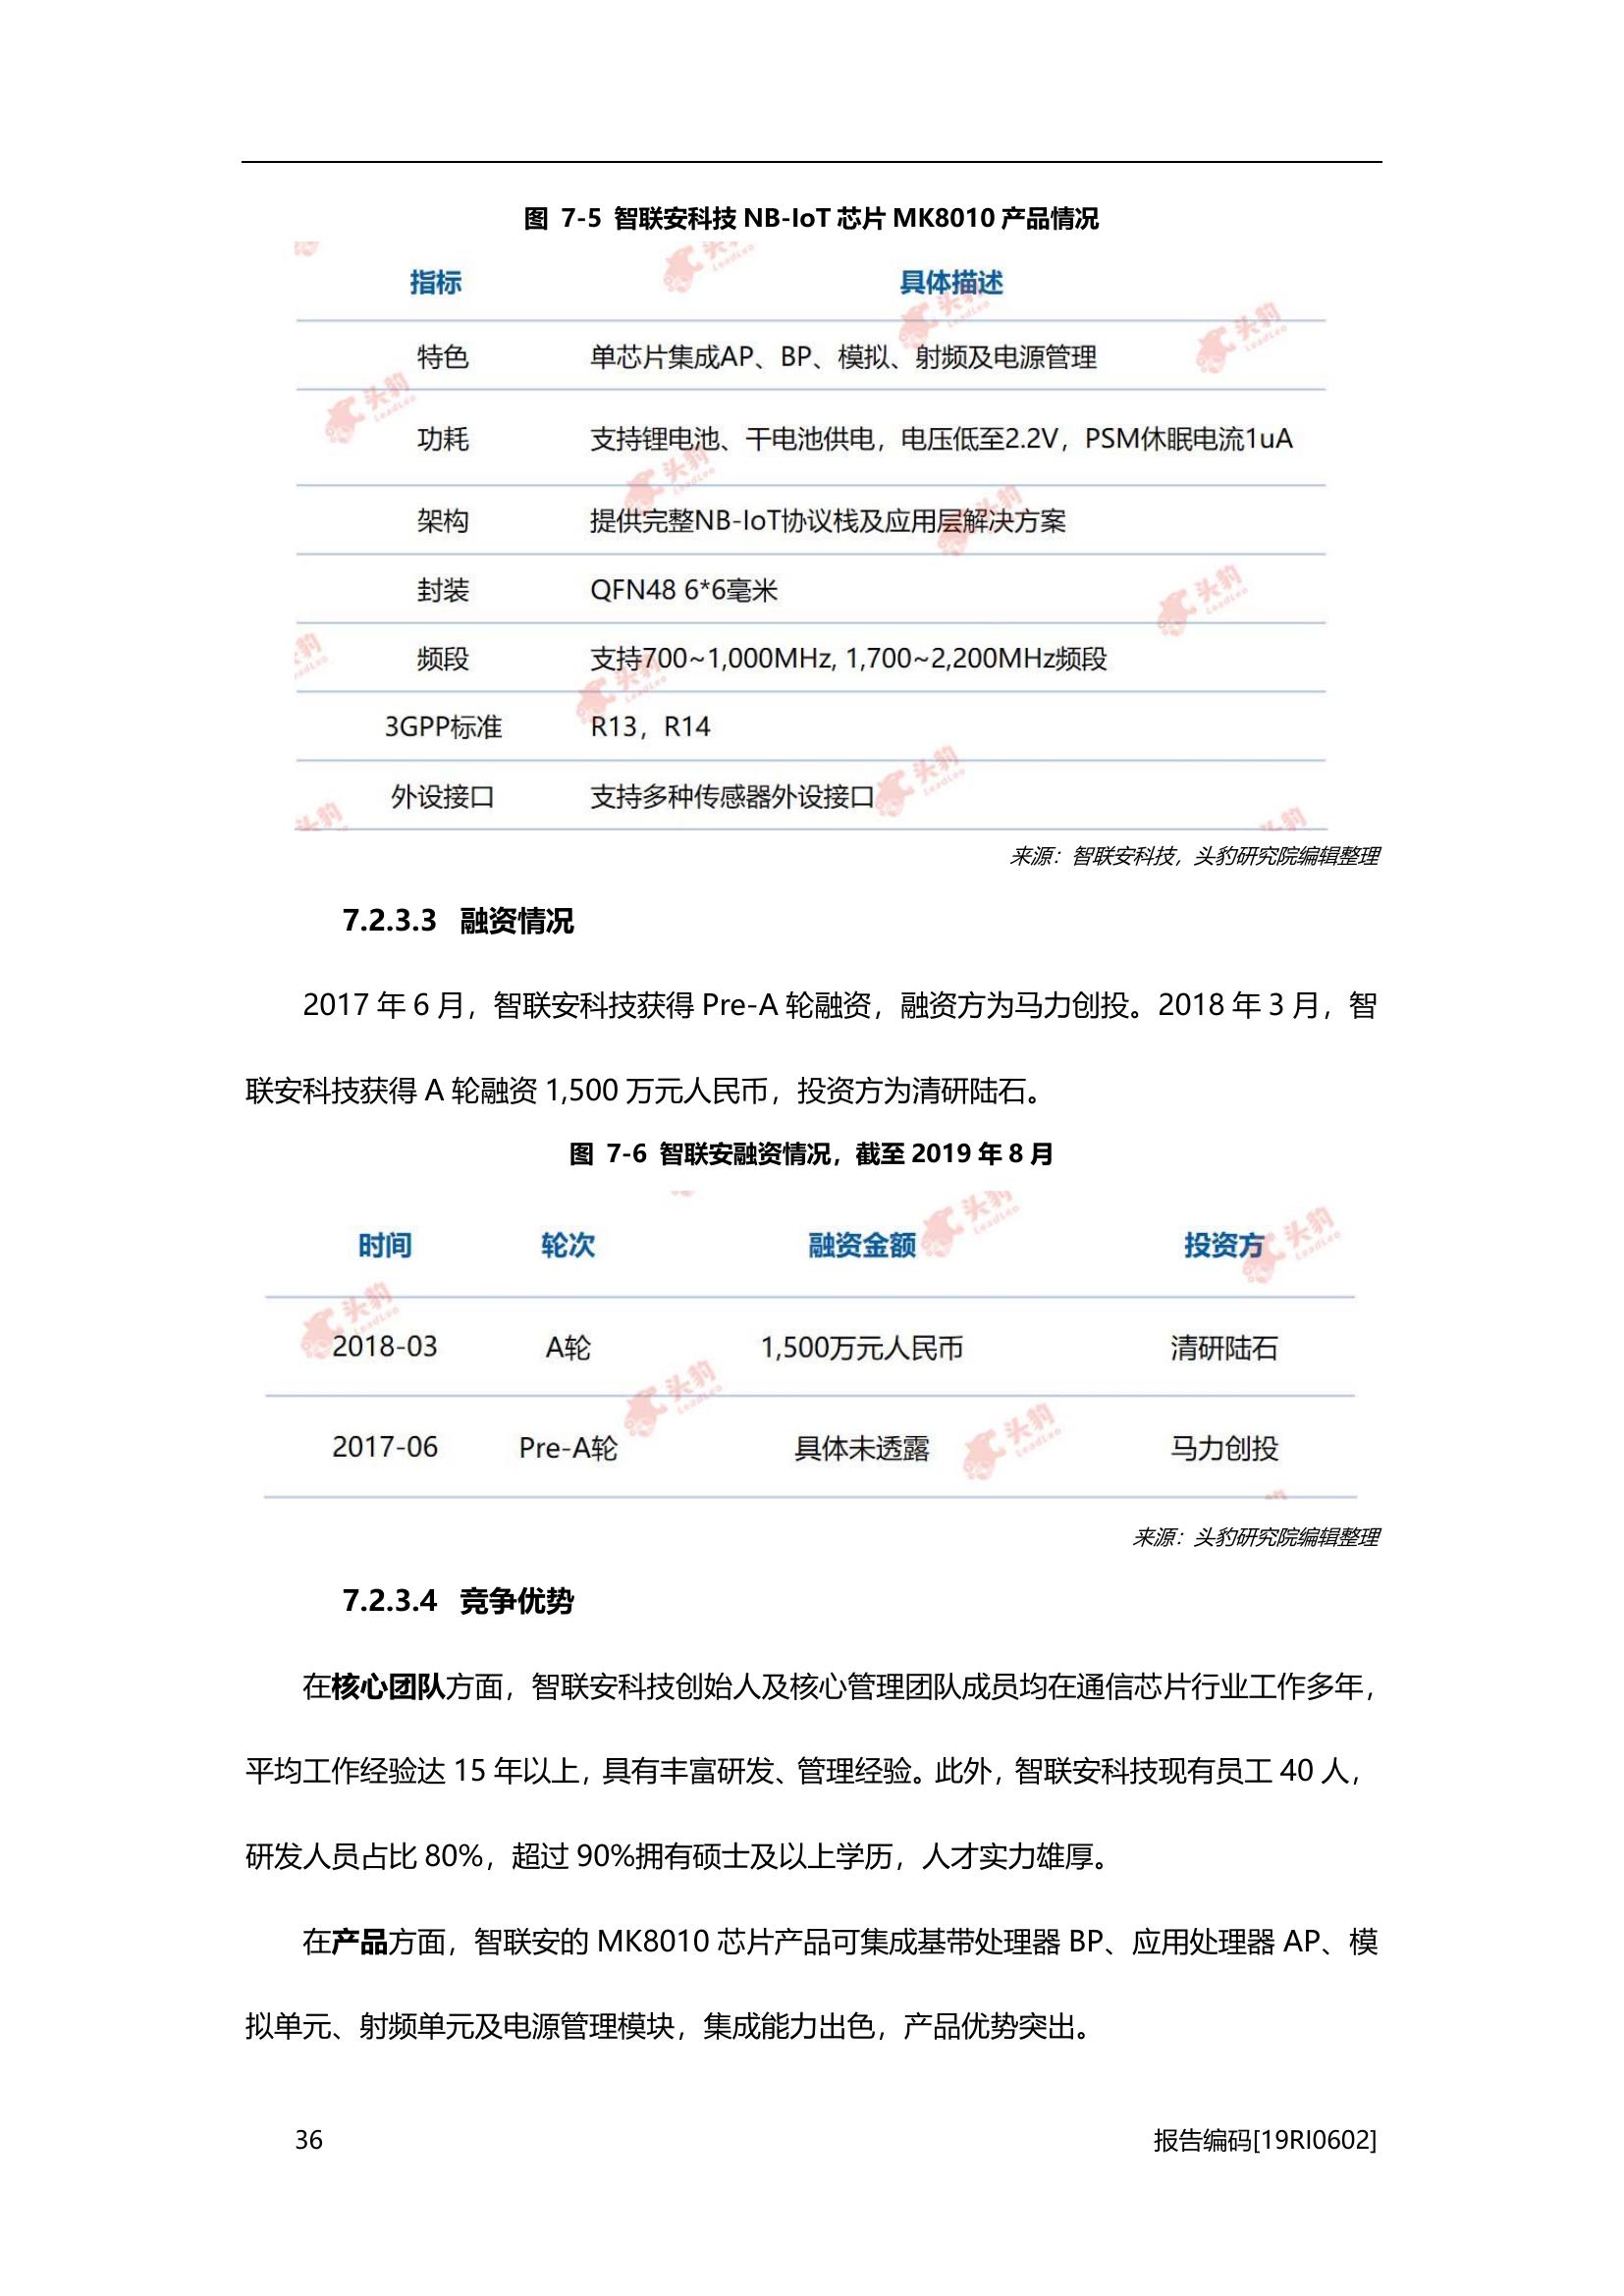 图 7-5 智联安科技 NB-IoT 芯片 MK8010 产品情况
指标 具体描述
特色 单芯片集成AP、BP、模拟、射频及电源管理
功耗 支持锂电池、干电池供电，电压低至2.2V，PSM休眠电流1uA
架构 提供完整NB-IoT协议栈及应用层解决方案
封装 QFN48 6*6毫米
频段 支持700~1,000MHz, 1,700~2,200MHz频段
3GPP标准 R13，R14
外设接口 支持多种传感器外设接口
来源：智联安科技，头豹研究院编辑整理
7.2.3.3 融资情况
2017 年 6 月，智联安科技获得 Pre-A 轮融资，融资方为马力创投。2018 年 3 月，智
联安科技获得 A 轮融资 1,500 万元人民币，投资方为清研陆石。
图 7-6 智联安融资情况，截至 2019 年 8 月
时间 轮次 融资金额 投资方
2018-03 A轮 1,500万元人民币 清研陆石
2017-06 Pre-A轮 具体未透露 马力创投
来源：头豹研究院编辑整理
7.2.3.4 竞争优势
在核心团队方面，智联安科技创始人及核心管理团队成员均在通信芯片行业工作多年，
平均工作经验达 15 年以上，具有丰富研发、管理经验。此外，智联安科技现有员工 40 人，
研发人员占比 80%，超过 90%拥有硕士及以上学历，人才实力雄厚。
在产品方面，智联安的 MK8010 芯片产品可集成基带处理器 BP、应用处理器 AP、模
拟单元、射频单元及电源管理模块，集成能力出色，产品优势突出。
36 报告编码[19RI0602]